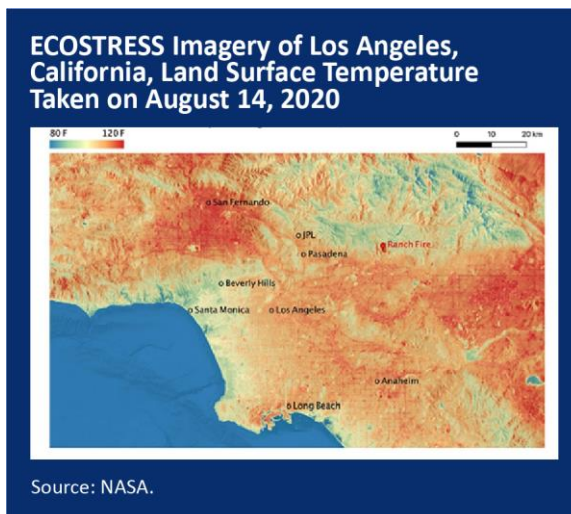 ECOSTRESS Imagery of Los Angeles,
California, Land Surface Temperature
Taken on August 14, 2020
80 F 120 F
0 10 20 km
San Fernando
JPL
Ranch Fire
Pasadena
Beverly Hills
Santa Monica
Los Angeles
Anaheim
Long Beach
Source: NASA.